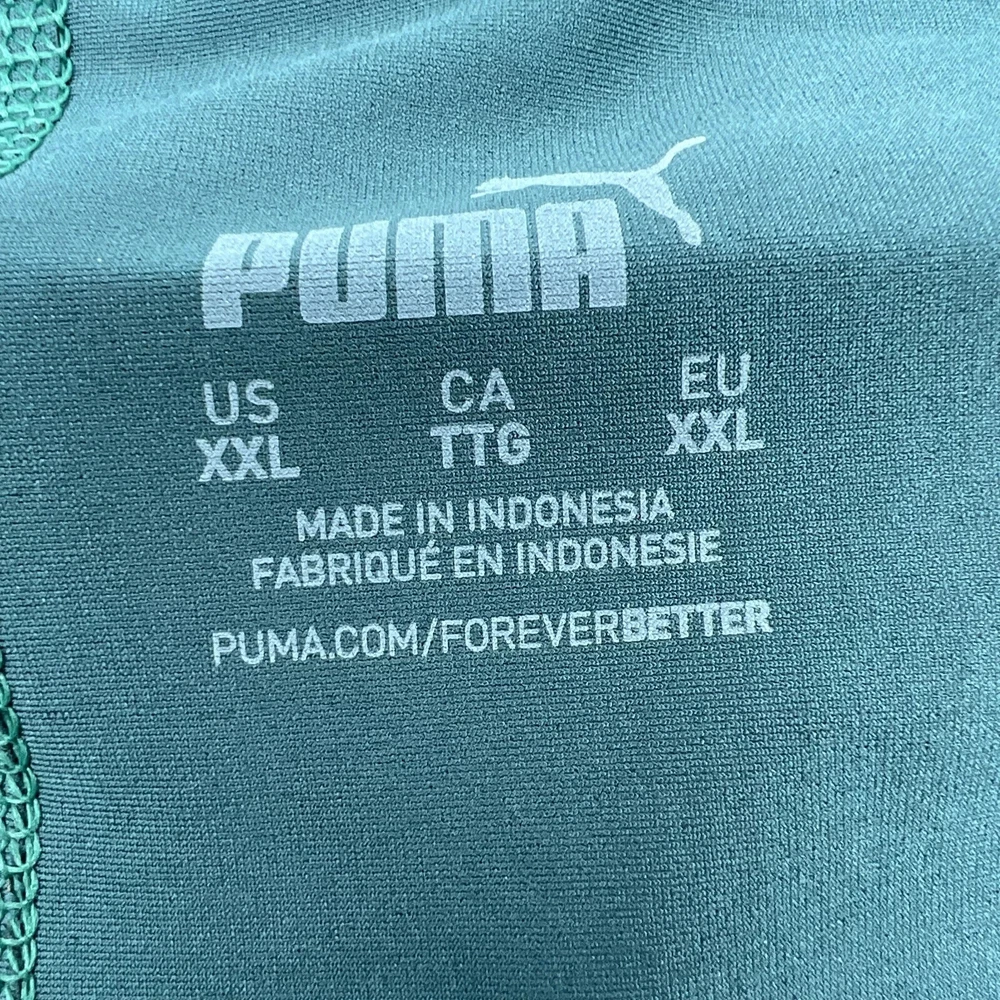 PUMA
US CA EU
XXL TTG XXL
MADE IN INDONESIA
FABRIQUÉ EN INDONESIE
PUMA.COM/FOREVERBETTER